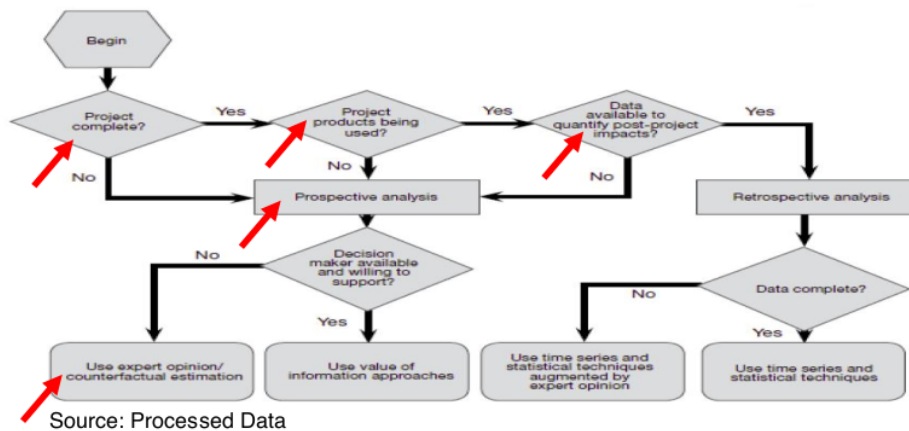 Begin
Project
complete?
Yes
Project
products being
used?
Yes
Data
available to
quantify post-project
impacts?
Yes
No
No
No
Prospective analysis
Retrospective analysis
No
Decision
maker available
and willing to
support?
Yes
No
Data complete?
Yes
Use expert opinion/
counterfactual estimation
Use value of
information approaches
Use time series and
statistical techniques
augmented by
expert opinion
Use time series and
statistical techniques
Source: Processed Data